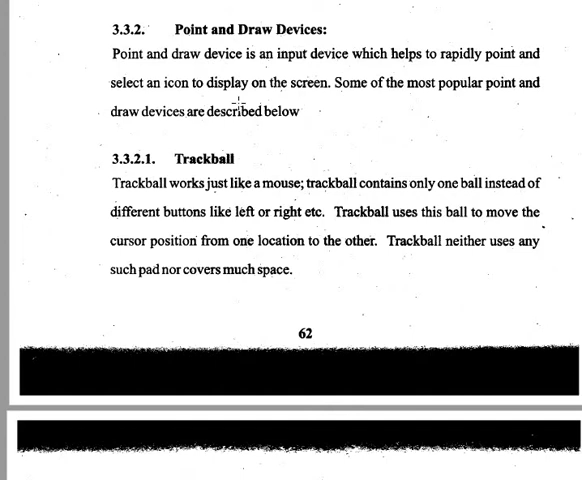 3.3.2. Point and Draw Devices:
Point and draw device is an input device which helps to rapidly point and
select an icon to display on the screen. Some of the most popular point and
draw devices are described below
3.3.2.1. Trackball
Trackball works just like a mouse; trackball contains only one ball instead of
different buttons like left or right etc. Trackball uses this ball to move the
cursor position from one location to the other. Trackball neither uses any
such pad nor covers much space.
62